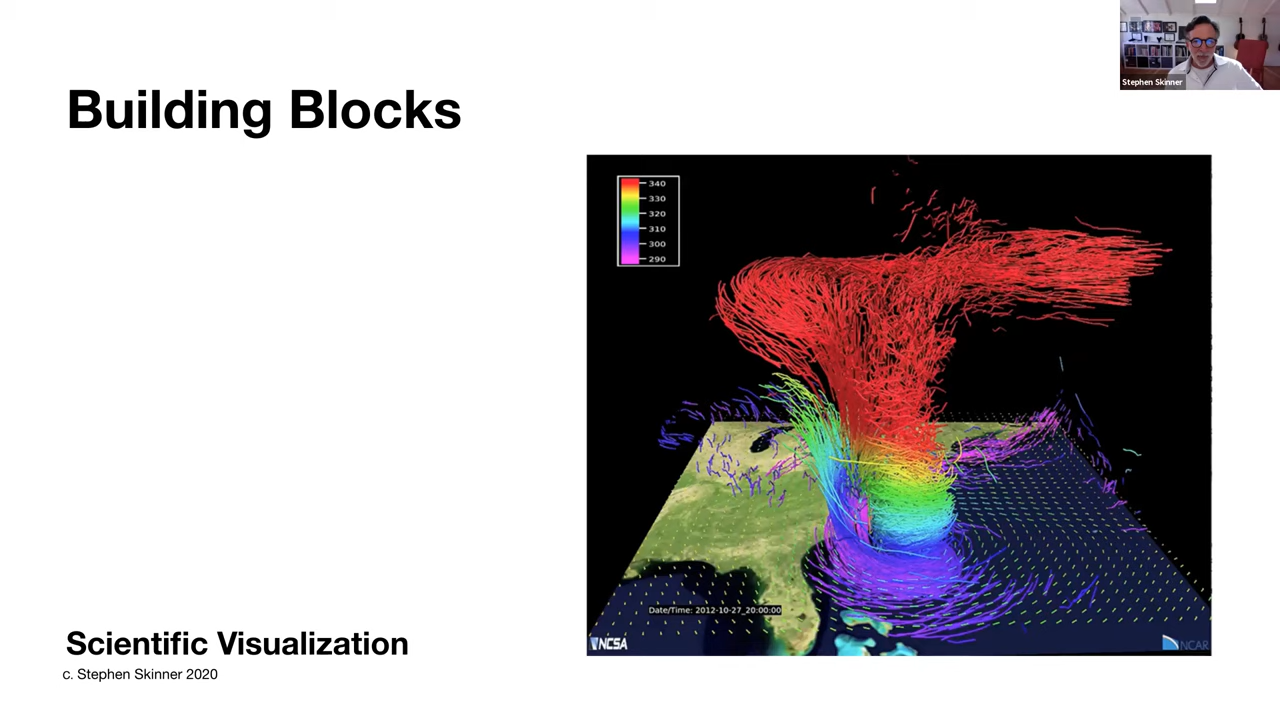 Stephen Skinner
Building Blocks
340
330
320
310
300
290
Date/Time: 2012-10-27_20:00:00
NCSA
NCAR
Scientific Visualization
c. Stephen Skinner 2020